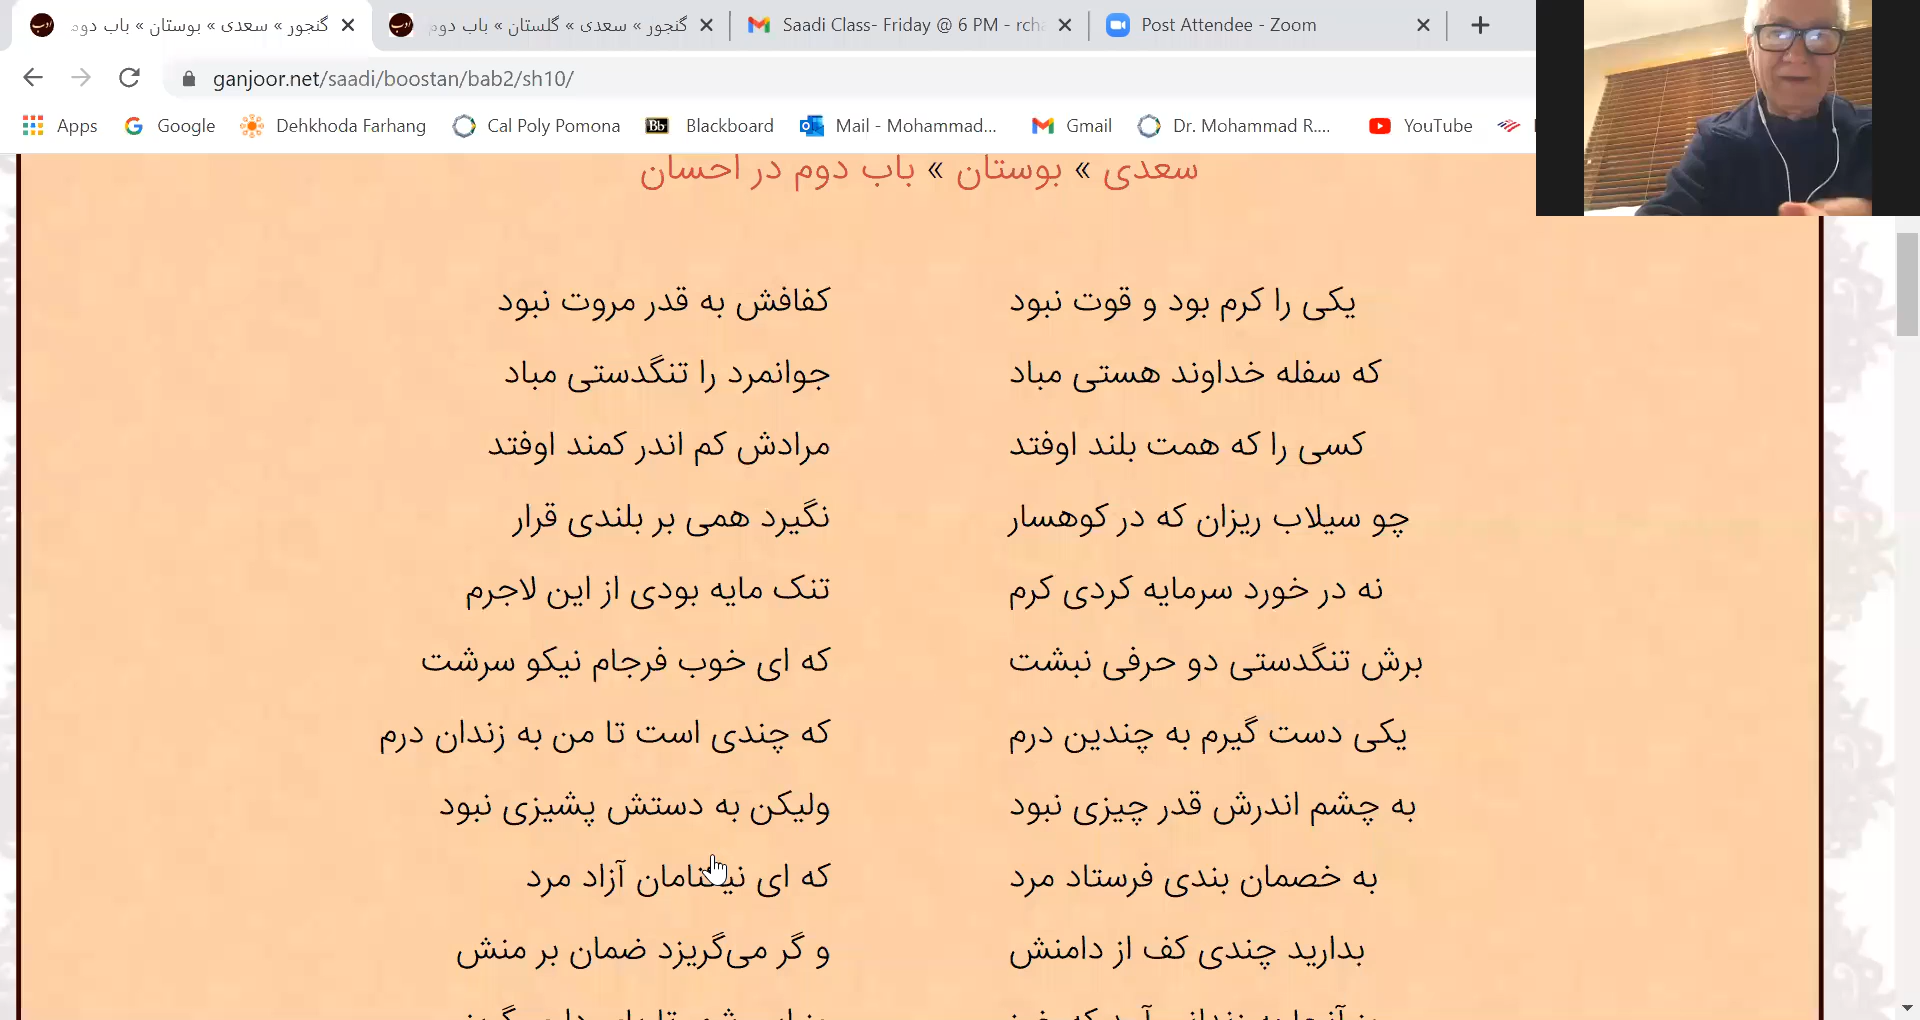 گنجور » سعدی » بوستان » باب دوم
گنجور » سعدی » گلستان » باب دوم
Saadi Class- Friday @ 6 PM - rcha
Post Attendee - Zoom
ganjoor.net/saadi/boostan/bab2/sh10/
Apps Google Dehkhoda Farhang Cal Poly Pomona Bb Blackboard Mail - Mohammad... Gmail Dr. Mohammad R.... YouTube
سعدی » بوستان » باب دوم در احسان
یکی را کرم بود و قوت نبود کفافش به قدر مروت نبود
که سفله خداوند هستی مباد جوانمرد را تنگدستی مباد
کسی را که همت بلند اوفتد مرادش کم اندر کمند اوفتد
چو سیلاب ریزان که در کوهسار نگیرد همی بر بلندی قرار
نه در خورد سرمایه کردی کرم تنک مایه بودی از این لاجرم
برش تنگدستی دو حرفی نبشت که ای خوب فرجام نیکو سرشت
یکی دست گیرم به چندین درم که چندی است تا من به زندان درم
به چشم اندرش قدر چیزی نبود ولیکن به دستش پشیزی نبود
به خصمان بندی فرستاد مرد که ای نیکنامان آزاد مرد
بدارید چندی کف از دامنش و گر می‌گریزد ضمان بر منش